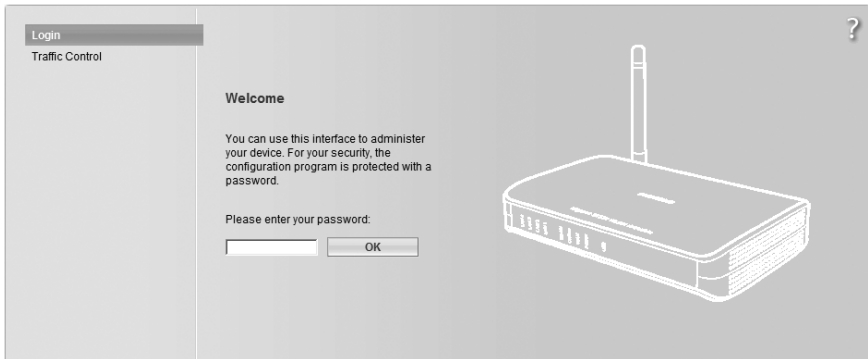 Login
Traffic Control
?
Welcome
You can use this interface to administer
your device. For your security, the
configuration program is protected with a
password.
Please enter your password:
OK